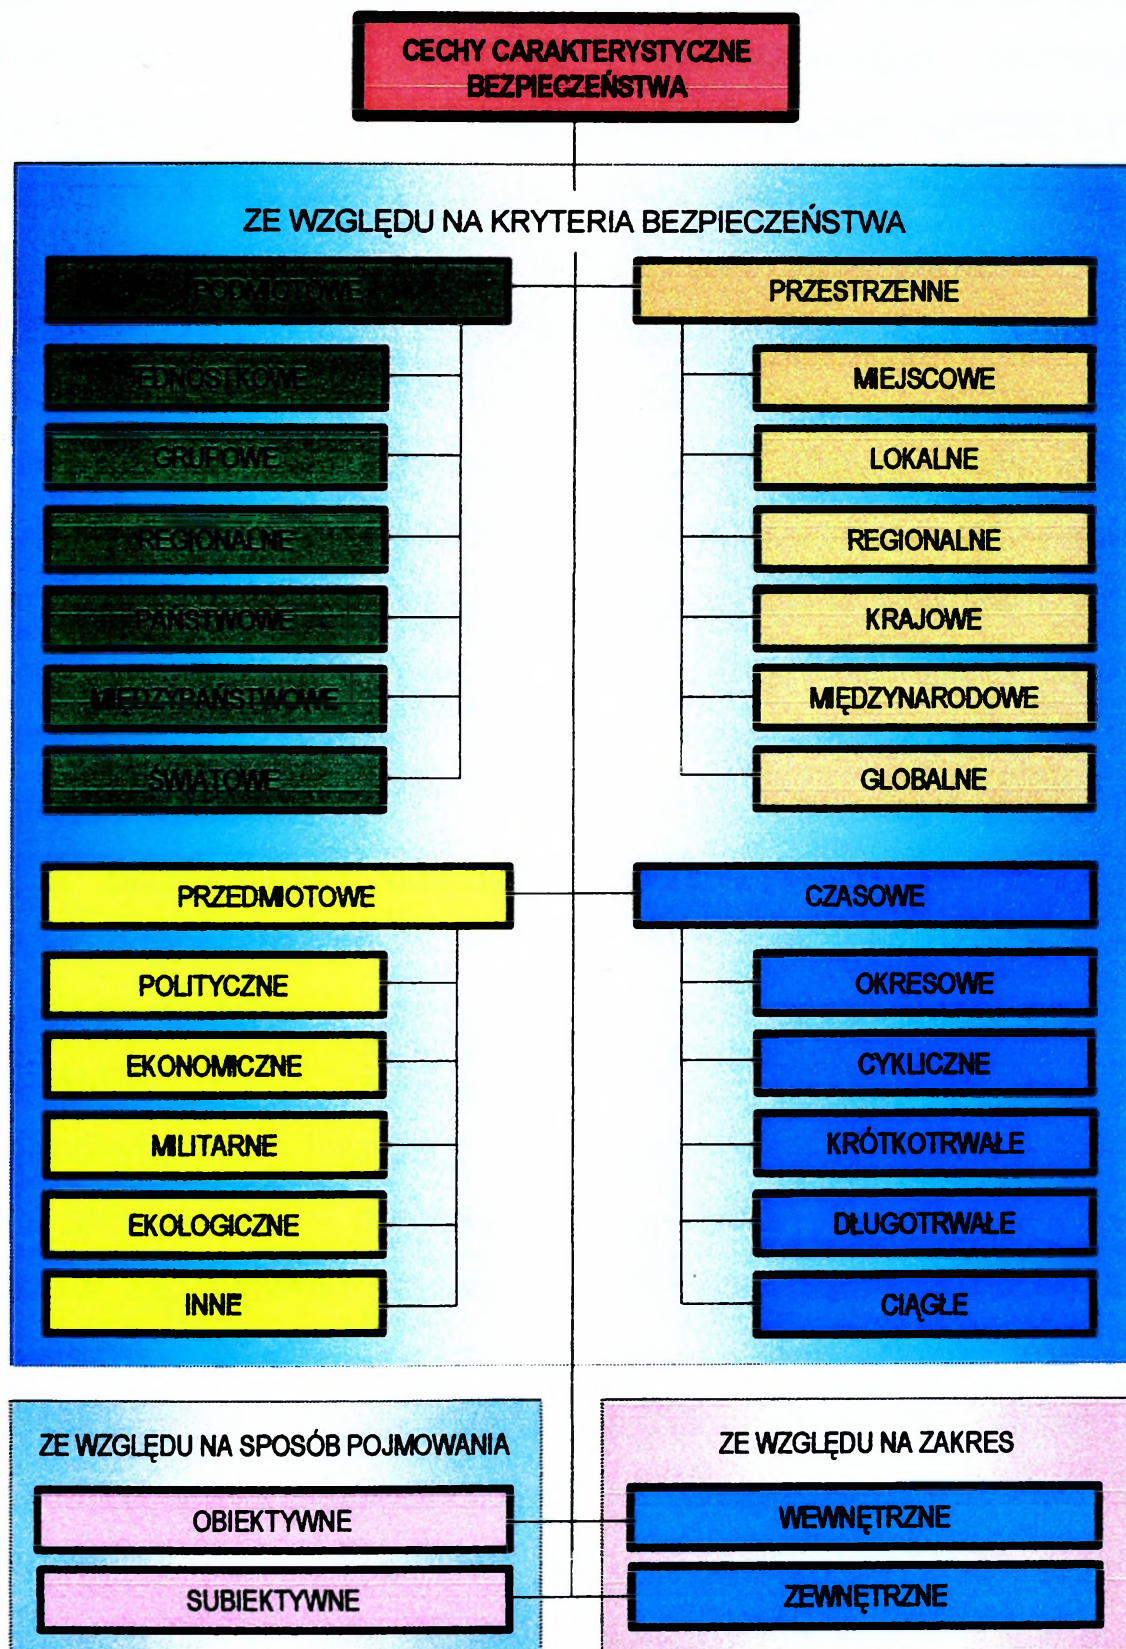 CECHY CARAKTERYSTYCZNE
BEZPIECZEŃSTWA
ZE WZGLĘDU NA KRYTERIA BEZPIECZEŃSTWA
PODMIOTOWE
JEDNOSTKOWE
GRUPOWE
REGIONALNE
PAŃSTWOWE
MIĘDZYPAŃSTWOWE
ŚWIATOWE
PRZESTRZENNE
MIEJSCOWE
LOKALNE
REGIONALNE
KRAJOWE
MIĘDZYNARODOWE
GLOBALNE
PRZEDMIOTOWE
POLITYCZNE
EKONOMICZNE
MILITARNE
EKOLOGICZNE
INNE
CZASOWE
OKRESOWE
CYKLICZNE
KRÓTKOTRWAŁE
DŁUGOTRWAŁE
CIĄGŁE
ZE WZGLĘDU NA SPOSÓB POJMOWANIA
OBIEKTYWNE
SUBIEKTYWNE
ZE WZGLĘDU NA ZAKRES
WEWNĘTRZNE
ZEWNĘTRZNE